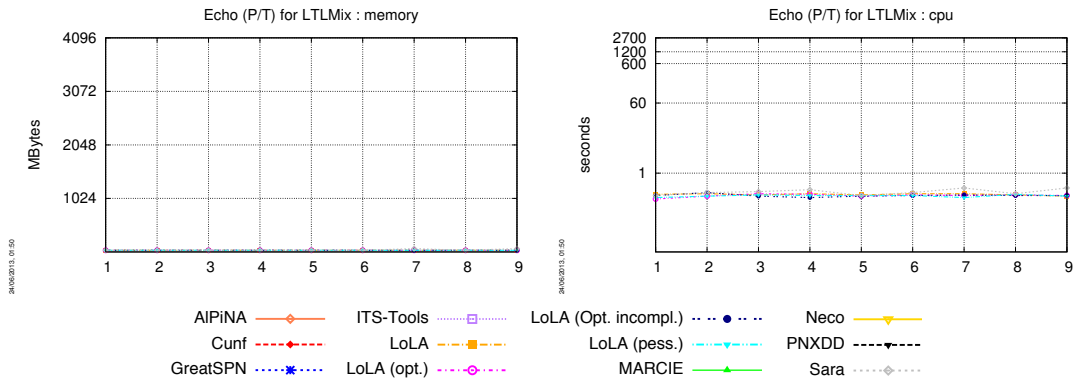 Echo (P/T) for LTLMix : memory
4096
3072
2048
1024
MBytes
1 2 3 4 5 6 7 8 9
24/06/2013, 01:50
Echo (P/T) for LTLMix : cpu
2700
1200
600
60
1
seconds
1 2 3 4 5 6 7 8 9
24/06/2013, 01:50
AlPiNA ITS-Tools LoLA (Opt. incompl.) Neco
Cunf LoLA LoLA (pess.) PNXDD
GreatSPN LoLA (opt.) MARCIE Sara